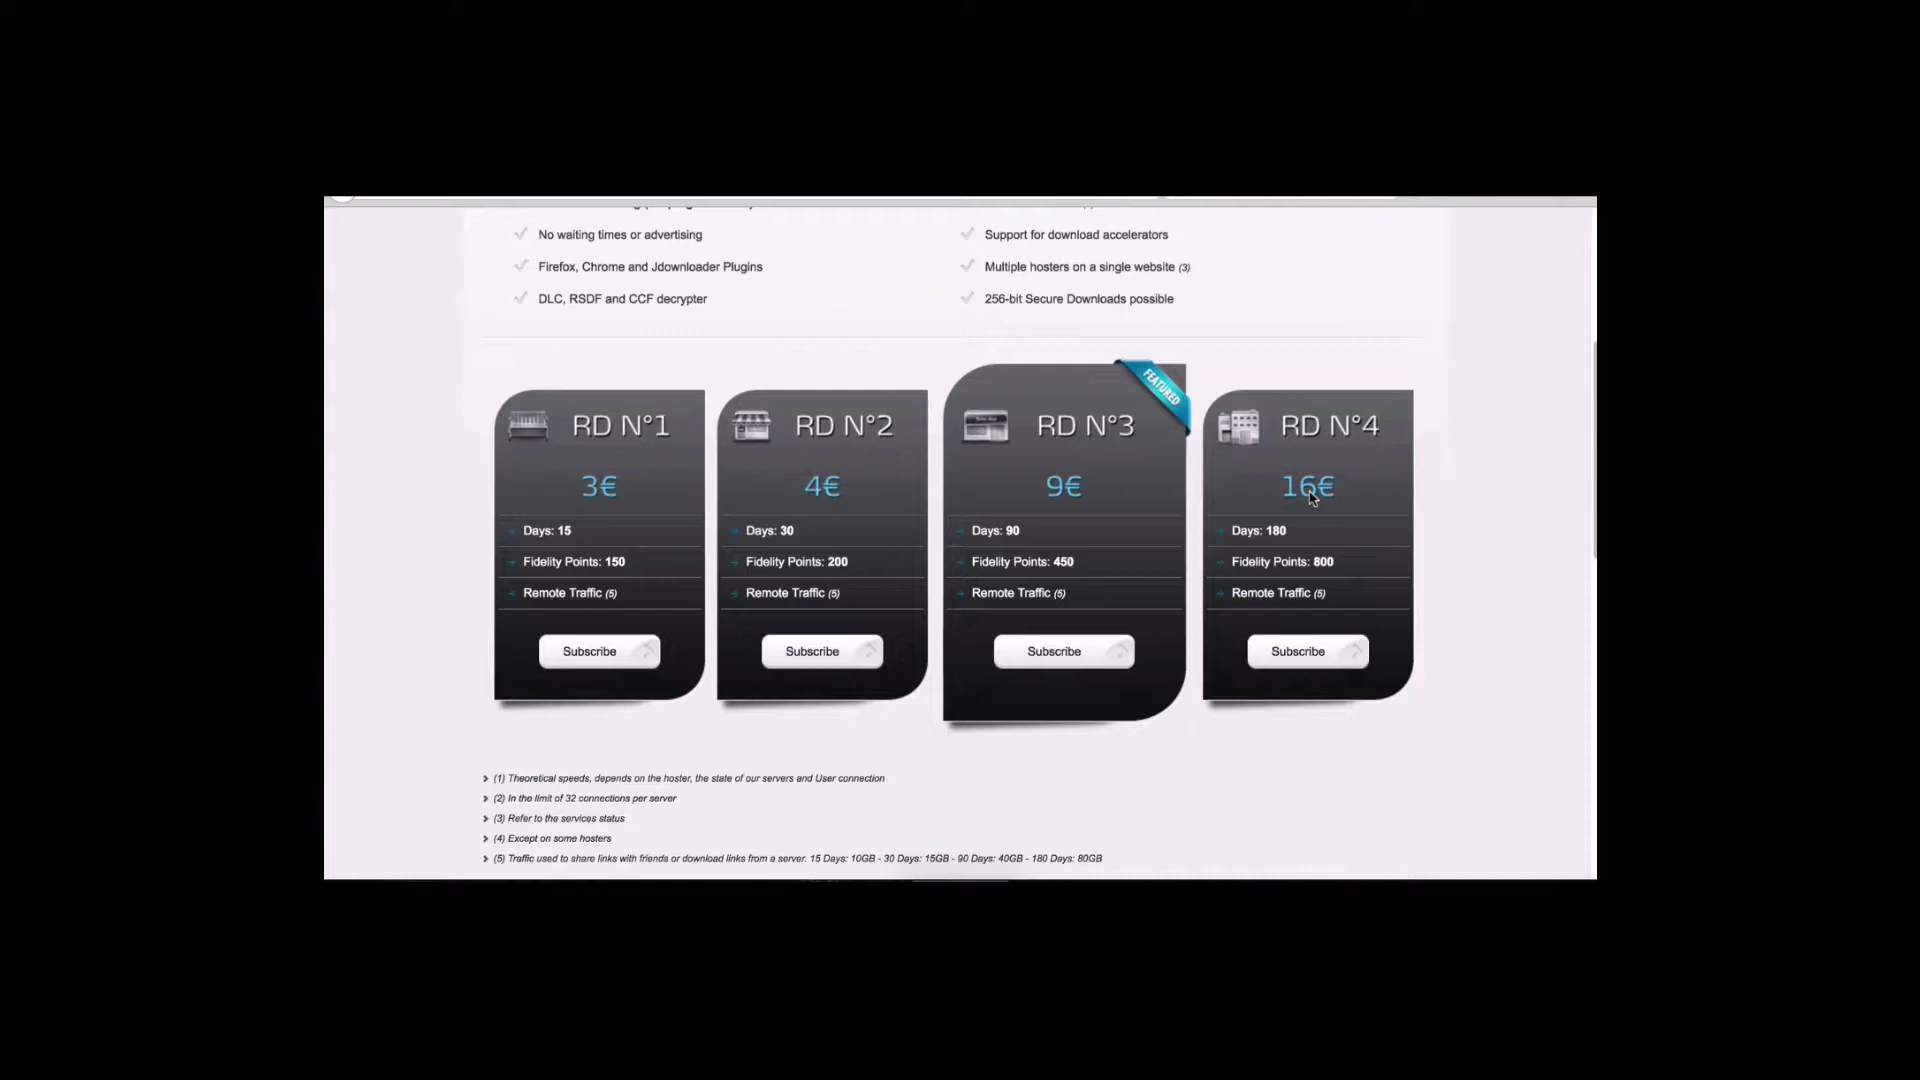 No waiting times or advertising
Support for download accelerators
Firefox, Chrome and Jdownloader Plugins
Multiple hosters on a single website (3)
DLC, RSDF and CCF decrypter
256-bit Secure Downloads possible
RD N°1
3€
Days: 15
Fidelity Points: 150
Remote Traffic (5)
Subscribe
RD N°2
4€
Days: 30
Fidelity Points: 200
Remote Traffic (5)
Subscribe
FEATURED
RD N°3
9€
Days: 90
Fidelity Points: 450
Remote Traffic (5)
Subscribe
RD N°4
16€
Days: 180
Fidelity Points: 800
Remote Traffic (5)
Subscribe
(1) Theoretical speeds, depends on the hoster, the state of our servers and User connection
(2) In the limit of 32 connections per server
(3) Refer to the services status
(4) Except on some hosters
(5) Traffic used to share links with friends or download links from a server. 15 Days: 10GB - 30 Days: 15GB - 90 Days: 40GB - 180 Days: 80GB